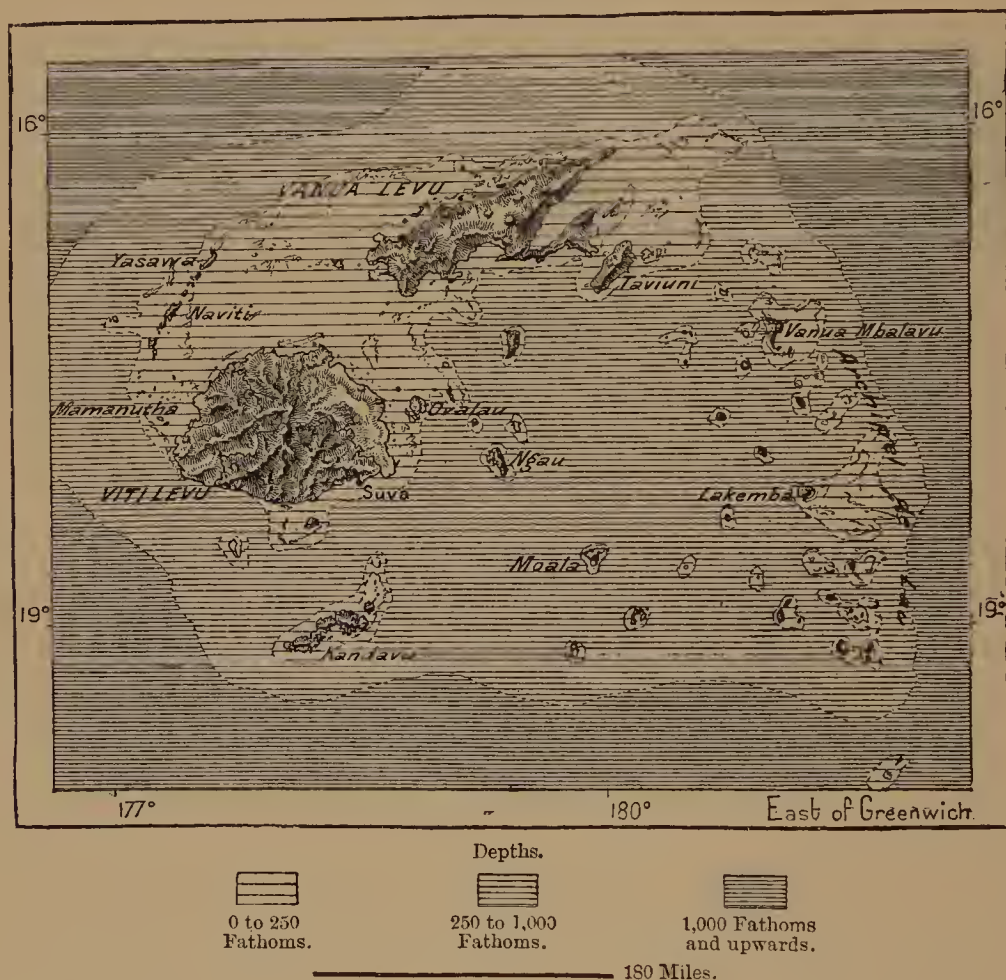 16°
16°
VANUA LEVU
Yasawa
Taviuni
Naviti
Vanua Mbalavu
Mamanutha
Ovalau
Archipelago
Ngau
VITI LEVU
Suva
Lakemba
Moala
19°
19°
Kandavu
177°
180°
East of Greenwich.
Depths.
0 to 250
Fathoms.
250 to 1,000
Fathoms.
1,000 Fathoms
and upwards.
180 Miles.